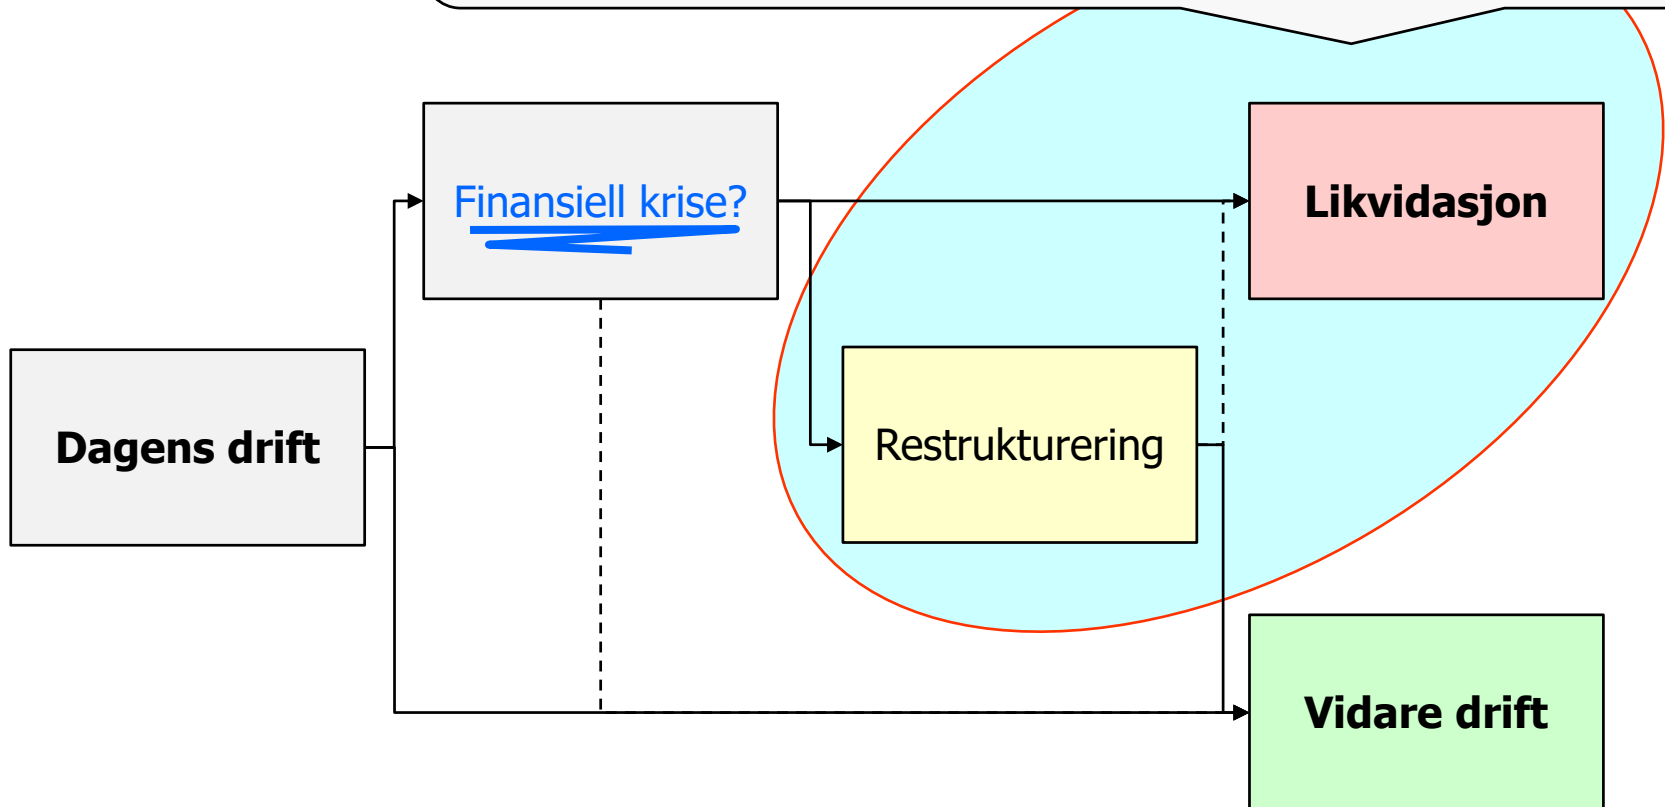 Finansiell krise?
Likvidasjon
Dagens drift
Restrukturering
Vidare drift